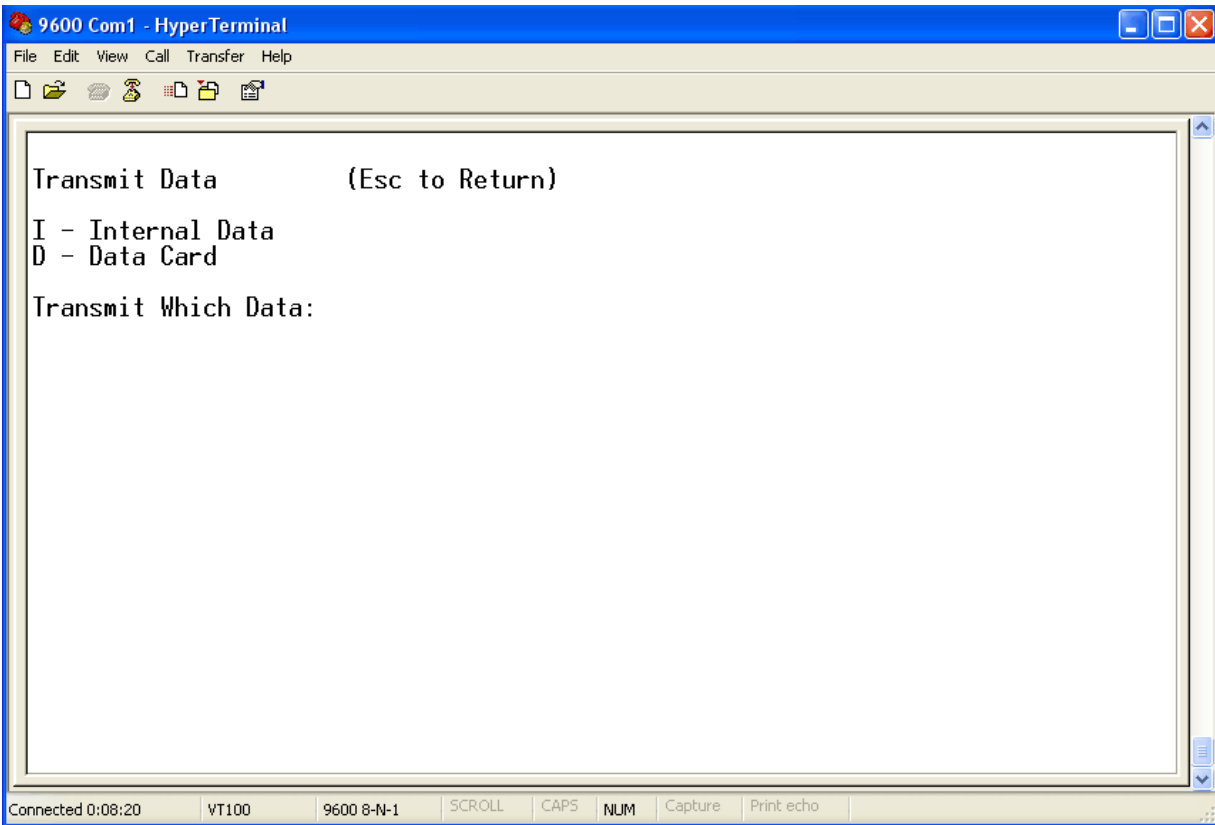 9600 Com1 - HyperTerminal
File Edit View Call Transfer Help
Transmit Data (Esc to Return)
I - Internal Data
D - Data Card
Transmit Which Data:
Connected 0:08:20 VT100 9600 8-N-1 SCROLL CAPS NUM Capture Print echo